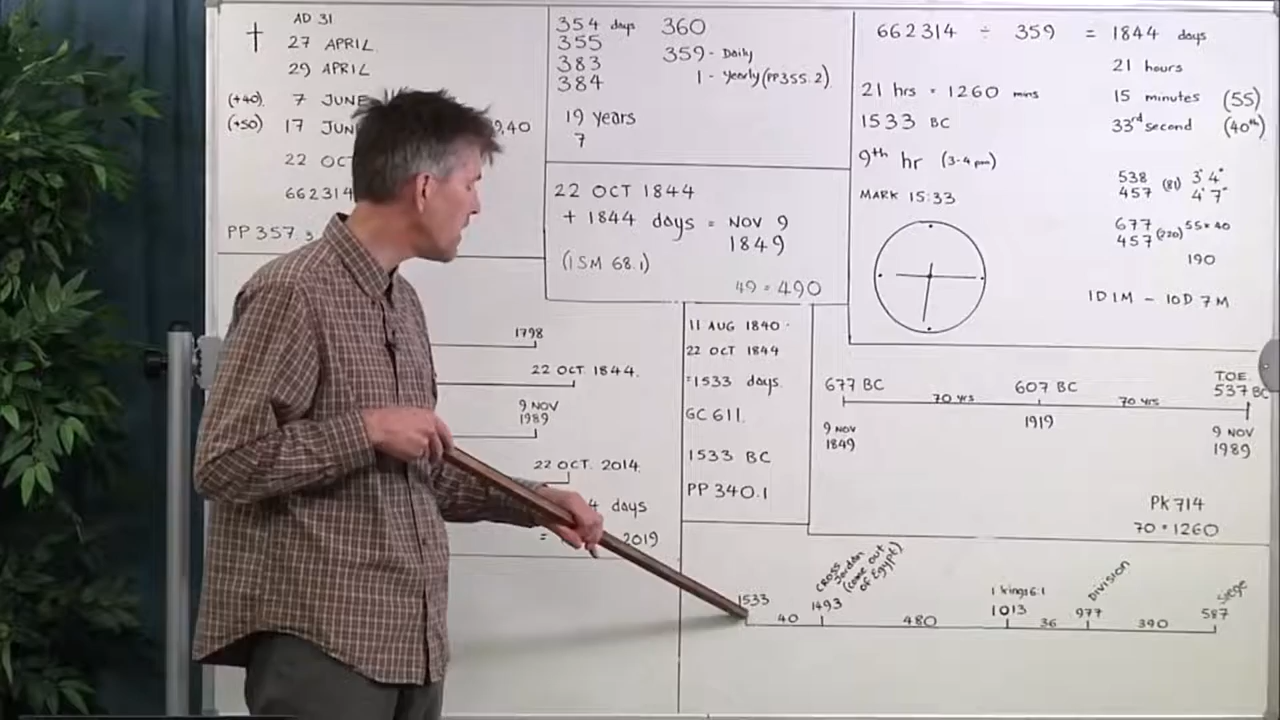 AD 31
27 APRIL
29 APRIL
(+40) 7 JUNE
(+50) 17 JUN
9,40
22 OC
662314
PP 357.3
354 days 360
355 359 - Daily
383 1 - Yearly (PP355.2)
384
19 years
7
22 OCT 1844
+ 1844 days = NOV 9
1849
(1SM 68.1)
49 = 490
662314 ÷ 359 = 1844 days
21 hours
21 hrs = 1260 mins
15 minutes (55)
1533 BC
33rd second (40th)
9th hr (3-4 pm)
MARK 15:33
538 (81) 3' 4"
457 4' 7"
677 (220) 55x40
457
190
1D1M - 10D 7M
1798
22 OCT 1844.
9 NOV
1989
22 OCT. 2014.
4 days
= 2019
11 AUG 1840
22 OCT 1844
=1533 days.
GC 611.
1533 BC
PP 340.1
677 BC 607 BC TOE.
537 BC
70 yrs 70 yrs
9 NOV
1849
1919
9 NOV
1989
PK 714
70 = 1260
1533 40 1493 CROSS Jordan (came out of Egypt) 480 1 Kings 6:1 1013 36 977 Division 390 587 Siege